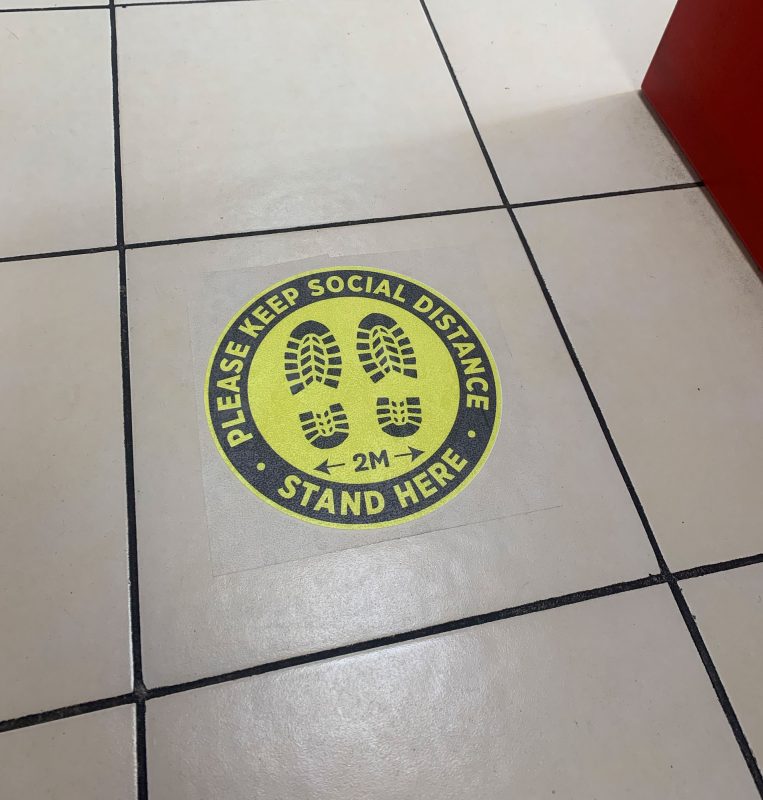 PLEASE KEEP SOCIAL DISTANCE
2M
STAND HERE